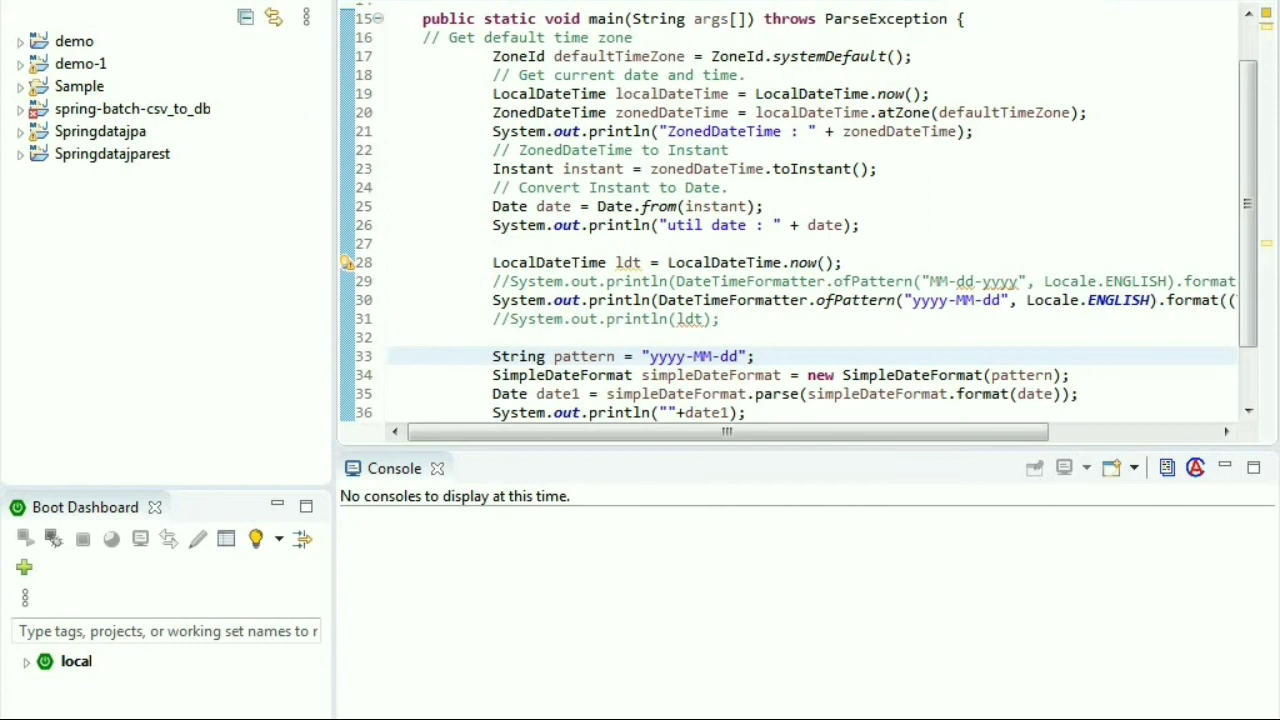 demo
demo-1
Sample
spring-batch-csv_to_db
Springdatajpa
Springdatajparest
15 public static void main(String args[]) throws ParseException {
16 // Get default time zone
17 ZoneId defaultTimeZone = ZoneId.systemDefault();
18 // Get current date and time.
19 LocalDateTime localDateTime = LocalDateTime.now();
20 ZonedDateTime zonedDateTime = localDateTime.atZone(defaultTimeZone);
21 System.out.println("ZonedDateTime : " + zonedDateTime);
22 // ZonedDateTime to Instant
23 Instant instant = zonedDateTime.toInstant();
24 // Convert Instant to Date.
25 Date date = Date.from(instant);
26 System.out.println("util date : " + date);
27
28 LocalDateTime ldt = LocalDateTime.now();
29 //System.out.println(DateTimeFormatter.ofPattern("MM-dd-yyyy", Locale.ENGLISH).format
30 System.out.println(DateTimeFormatter.ofPattern("yyyy-MM-dd", Locale.ENGLISH).format((
31 //System.out.println(ldt);
32
33 String pattern = "yyyy-MM-dd";
34 SimpleDateFormat simpleDateFormat = new SimpleDateFormat(pattern);
35 Date date1 = simpleDateFormat.parse(simpleDateFormat.format(date));
36 System.out.println(""+date1);
Console
No consoles to display at this time.
Boot Dashboard
Type tags, projects, or working set names to r
local